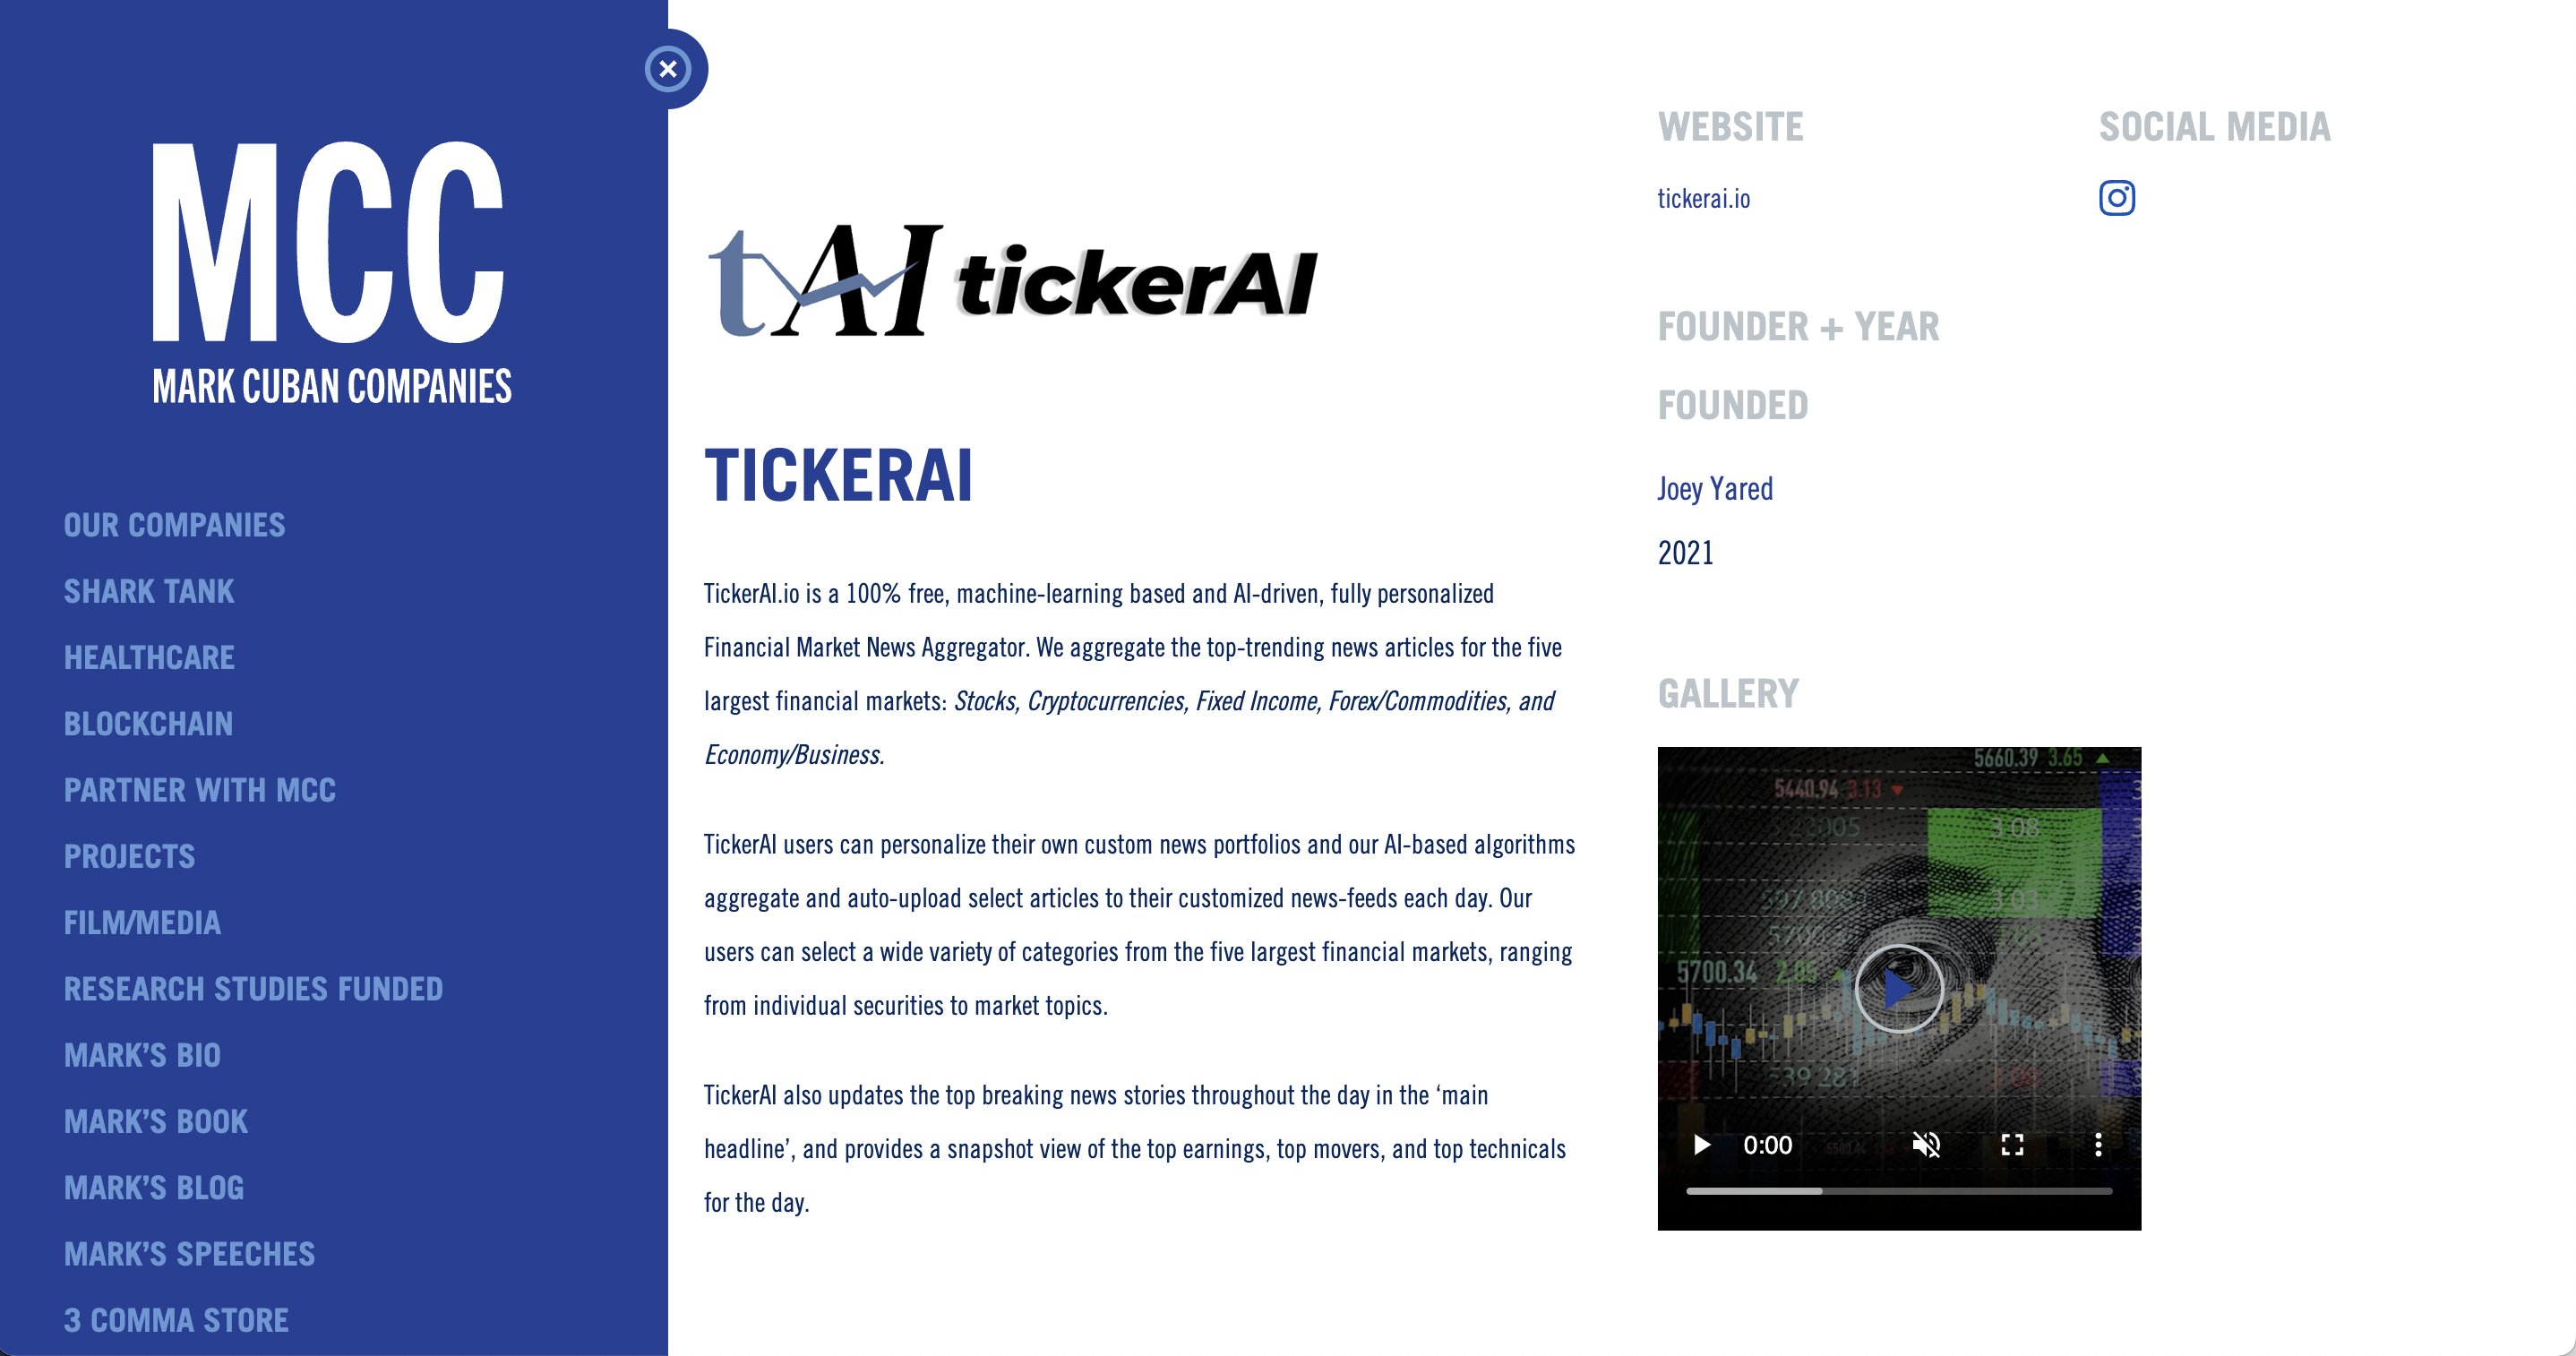 MCC
MARK CUBAN COMPANIES
OUR COMPANIES
SHARK TANK
HEALTHCARE
BLOCKCHAIN
PARTNER WITH MCC
PROJECTS
FILM/MEDIA
RESEARCH STUDIES FUNDED
MARK’S BIO
MARK’S BOOK
MARK’S BLOG
MARK’S SPEECHES
3 COMMA STORE
tAI tickerAI
TICKERAI
TickerAI.io is a 100% free, machine-learning based and AI-driven, fully personalized
Financial Market News Aggregator. We aggregate the top-trending news articles for the five
largest financial markets: Stocks, Cryptocurrencies, Fixed Income, Forex/Commodities, and
Economy/Business.
TickerAI users can personalize their own custom news portfolios and our AI-based algorithms
aggregate and auto-upload select articles to their customized news-feeds each day. Our
users can select a wide variety of categories from the five largest financial markets, ranging
from individual securities to market topics.
TickerAI also updates the top breaking news stories throughout the day in the ‘main
headline’, and provides a snapshot view of the top earnings, top movers, and top technicals
for the day.
WEBSITE
tickerai.io
SOCIAL MEDIA
FOUNDER + YEAR
FOUNDED
Joey Yared
2021
GALLERY
5660.39 3.65
5440.94 3.13
3.08
3.03
5700.34
0:00